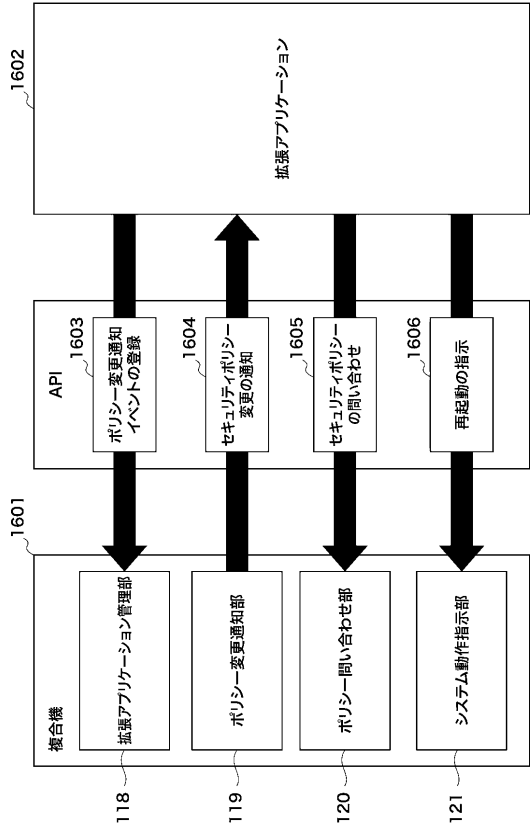 1601
1602
複合機
API
拡張アプリケーション
118
拡張アプリケーション管理部
1603
ポリシー変更通知
イベントの登録
119
ポリシー変更通知部
1604
セキュリティポリシー
変更の通知
120
ポリシー問い合わせ部
1605
セキュリティポリシー
の問い合わせ
121
システム動作指示部
1606
再起動の指示